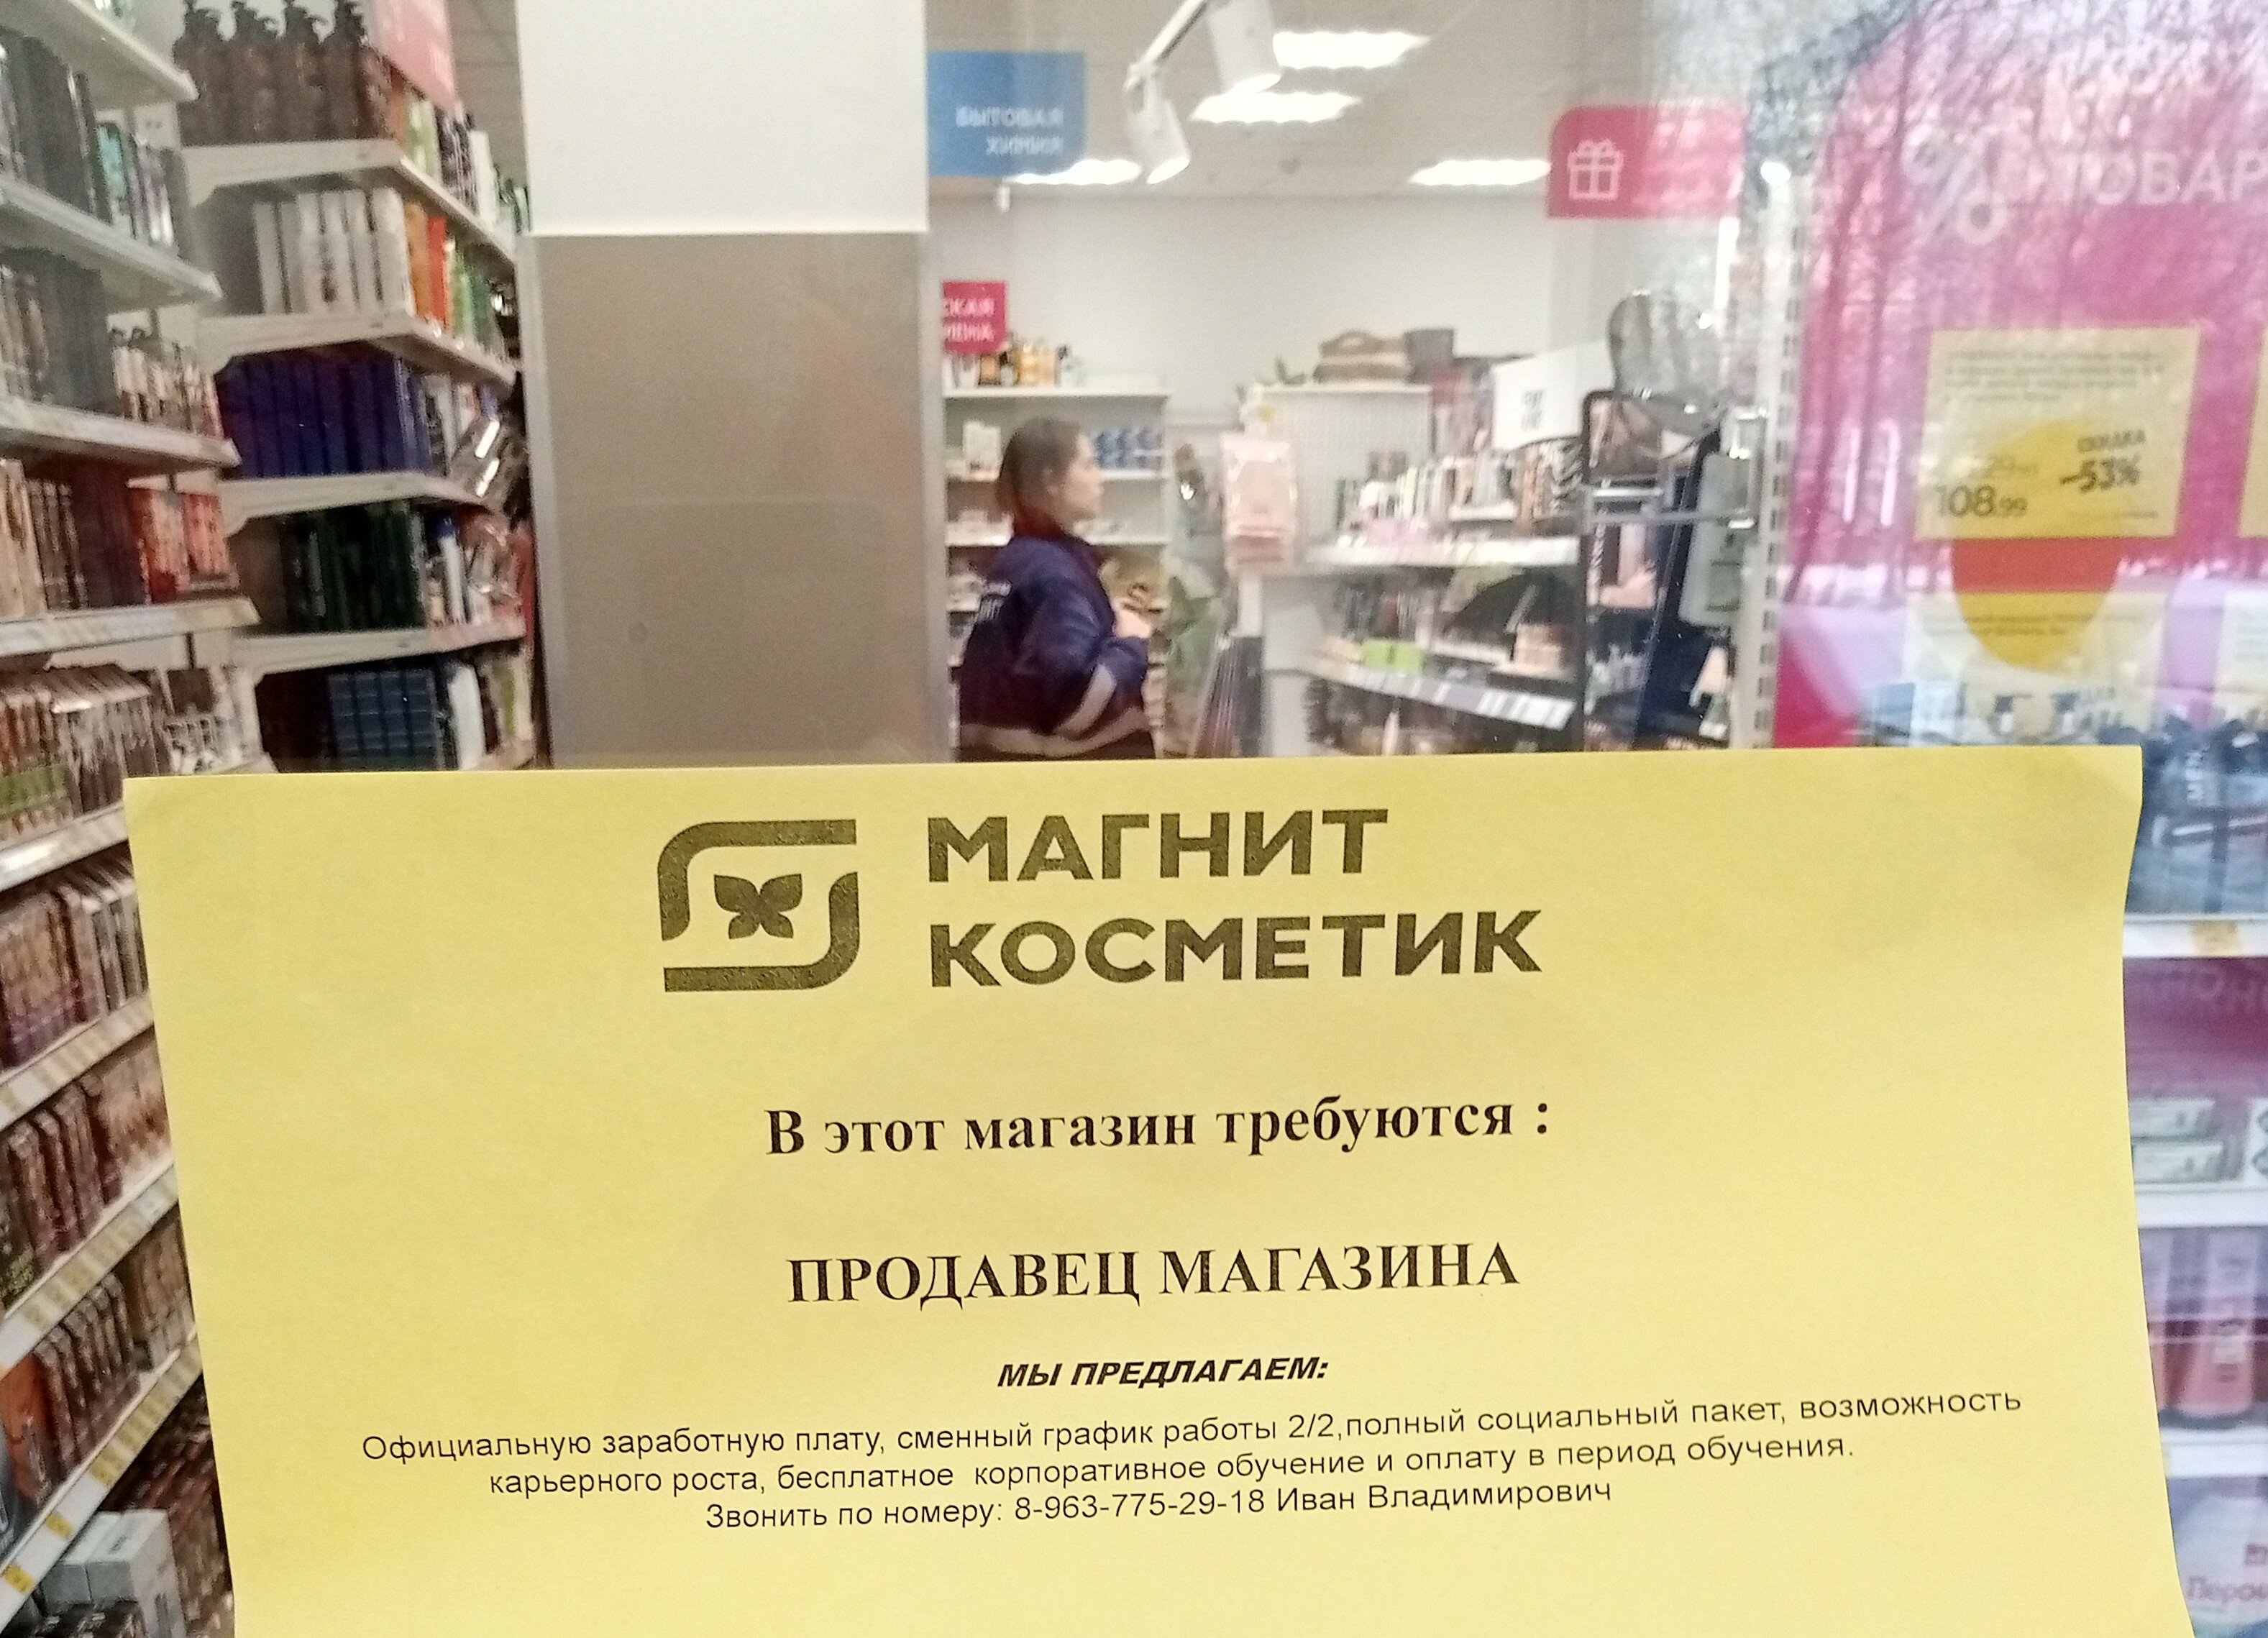 БЫТОВАЯ
ХИМИЯ
ТОВАР
СКИДКА
-53%
108.99
МАГНИТ
КОСМЕТИК
В этот магазин требуются :
ПРОДАВЕЦ МАГАЗИНА
МЫ ПРЕДЛАГАЕМ:
Официальную заработную плату, сменный график работы 2/2,полный социальный пакет, возможность
карьерного роста, бесплатное корпоративное обучение и оплату в период обучения.
Звонить по номеру: 8-963-775-29-18 Иван Владимирович